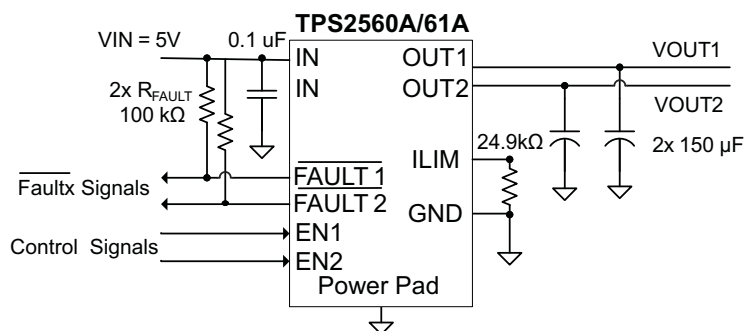 TPS2560A/61A
VIN = 5V
0.1 uF
2x RFAULT
100 kΩ
IN
IN
OUT1
OUT2
VOUT1
VOUT2
24.9kΩ
2x 150 µF
ILIM
Faultx Signals
FAULT 1
FAULT 2
GND
Control Signals
EN1
EN2
Power Pad